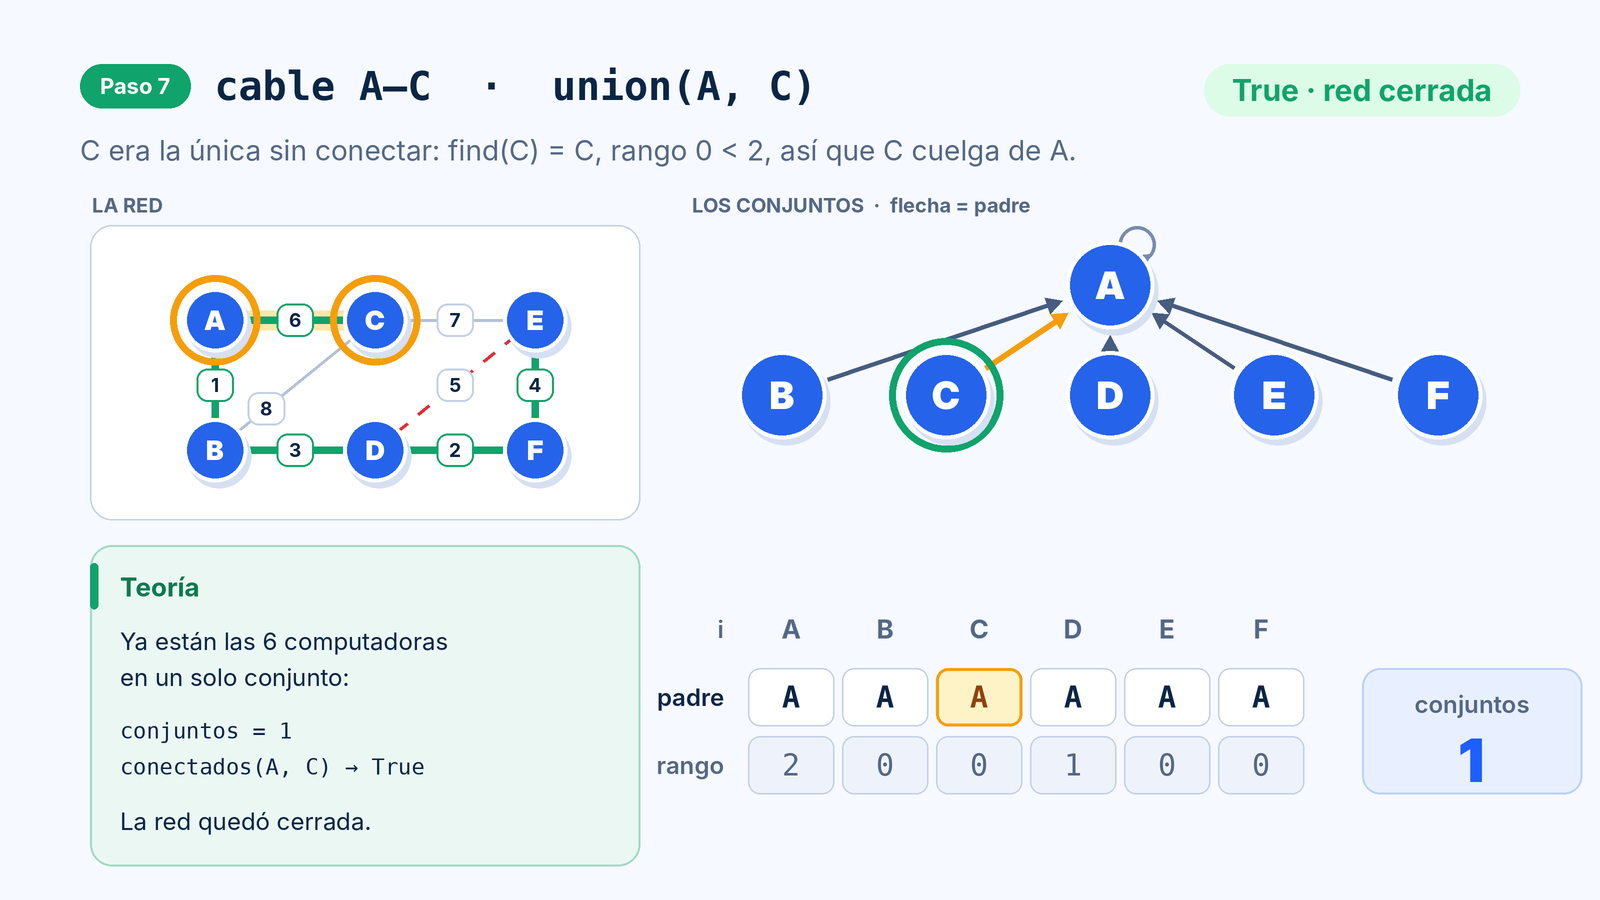 Paso 7
cable A–C · union(A, C)
True · red cerrada
C era la única sin conectar: find(C) = C, rango 0 < 2, así que C cuelga de A.
LA RED
A 6 C 7 E
1 5 4
8
B 3 D 2 F
LOS CONJUNTOS · flecha = padre
A
B C D E F
Teoría
Ya están las 6 computadoras
en un solo conjunto:
conjuntos = 1
conectados(A, C) → True
La red quedó cerrada.
i A B C D E F
padre A A A A A A
rango 2 0 0 1 0 0
conjuntos
1